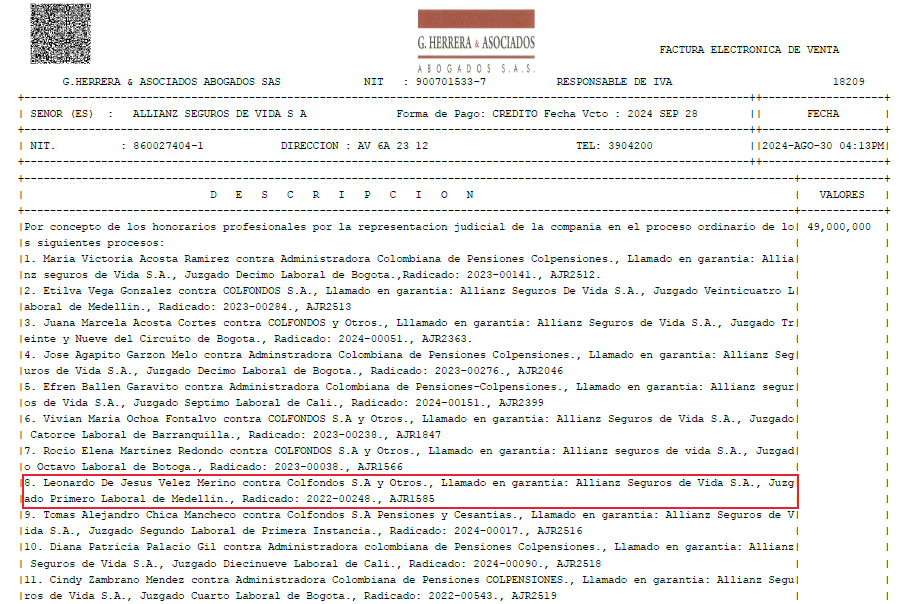 G. HERRERA & ASOCIADOS
ABOGADOS S.A.S.
FACTURA ELECTRONICA DE VENTA
G.HERRERA & ASOCIADOS ABOGADOS SAS NIT : 900701533-7 RESPONSABLE DE IVA 18209
SENOR (ES) : ALLIANZ SEGUROS DE VIDA S A Forma de Pago: CREDITO Fecha Vcto : 2024 SEP 28 FECHA
NIT. : 860027404-1 DIRECCION : AV 6A 23 12 TEL: 3904200 2024-AGO-30 04:13PM
D E S C R I P C I O N VALORES
Por concepto de los honorarios profesionales por la representacion judicial de la compania en el proceso ordinario de lo 49,000,000
s siguientes procesos:
1. Maria Victoria Acosta Ramirez contra Administradora Colombiana de Pensiones Colpensiones., Llamado en garantia: Allia
nz seguros de Vida S.A., Juzgado Decimo Laboral de Bogota.,Radicado: 2023-00141., AJR2512.
2. Etilva Vega Gonzalez contra COLFONDOS S.A., Llamado en garantia: Allianz Seguros De Vida S.A., Juzgado Veinticuatro L
aboral de Medellin., Radicado: 2023-00284., AJR2513
3. Juana Marcela Acosta Cortes contra COLFONDOS y Otros., Lllamado en garantia: Allianz Seguros de Vida S.A., Juzgado Tr
einte y Nueve del Circuito de Bogota., Radicado: 2024-00051., AJR2363.
4. Jose Agapito Garzon Melo contra Adminstradora Colombiana de Pensiones Colpensiones., Llamado en garantia: Allianz Seg
uros de Vida S.A., Juzgado Decimo Laboral de Bogota., Radicado: 2023-00276., AJR2046
5. Efren Ballen Garavito contra Administradora Colombiana de Pensiones-Colpensiones., Llamado en garantia: Allianz segur
os de Vida S.A., Juzgado Septimo Laboral de Cali., Radicado: 2024-00151., AJR2399
6. Vivian Maria Ochoa Fontalvo contra COLFONDOS S.A y Otros., Llamado en garantia: Allianz Seguros de Vida S.A., Juzgado
Catorce Laboral de Barranquilla., Radicado: 2023-00238., AJR1847
7. Rocio Elena Martinez Redondo contra COLFONDOS S.A y Otros., Llamado en garantia: Allianz seguros de vida S.A., Juzgad
o Octavo Laboral de Botoga., Radicado: 2023-00038., AJR1566
8. Leonardo De Jesus Velez Merino contra Colfondos S.A y Otros., Llamado en garantia: Allianz Seguros de Vida S.A., Juzg
ado Primero Laboral de Medellin., Radicado: 2022-00248., AJR1585
9. Tomas Alejandro Chica Mancheco contra Colfondos S.A Pensiones y Cesantias., Llamado en garantia: Allianz Seguros de V
ida S.A., Juzgado Segundo Laboral de Primera Instancia., Radicado: 2024-00017., AJR2516
10. Diana Patricia Palacio Gil contra Administradora colombiana de Pensiones Colpensiones., Llamado en garantia: Allianz
Seguros de Vida S.A., Juzgado Diecinueve Laboral de Cali., Radicado: 2024-00090., AJR2518
11. Cindy Zambrano Mendez contra Administradora Colombiana de Pensiones COLPENSIONES., Llamado en garantia: Allianz Segu
ros de Vida S.A., Juzgado Cuarto Laboral de Bogota., Radicado: 2022-00543., AJR2519